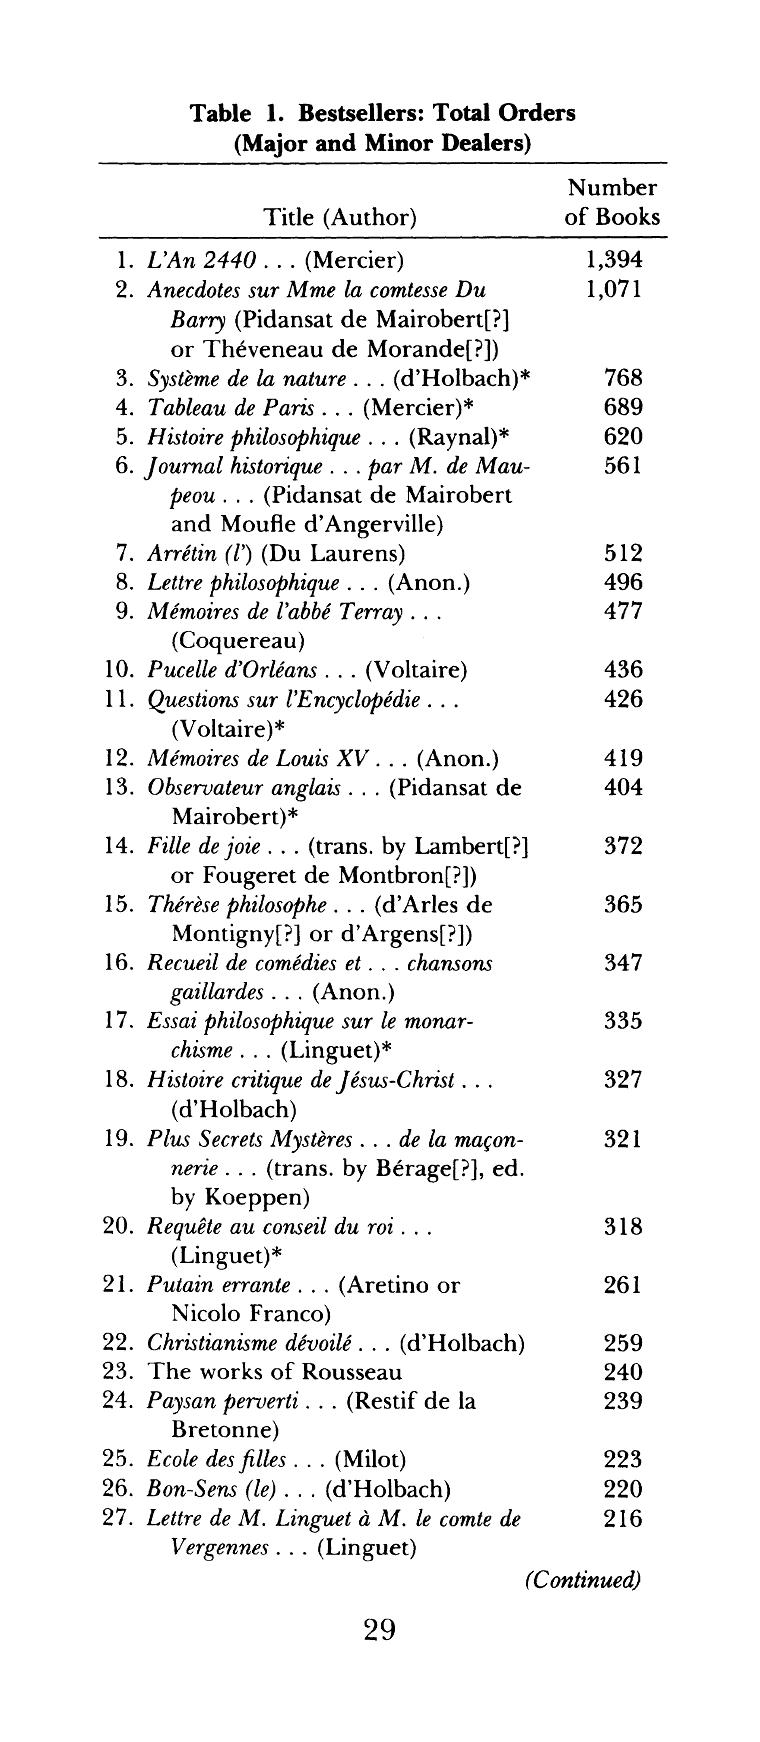 Table 1. Bestsellers: Total Orders
(Major and Minor Dealers)
Number
Title (Author) of Books
1. L'An 2440 . . . (Mercier) 1,394
2. Anecdotes sur Mme la comtesse Du 1,071
Barry (Pidansat de Mairobert[?]
or Théveneau de Morande[?])
3. Système de la nature . . . (d'Holbach)* 768
4. Tableau de Paris . . . (Mercier)* 689
5. Histoire philosophique . . . (Raynal)* 620
6. Journal historique . . . par M. de Mau- 561
peou . . . (Pidansat de Mairobert
and Moufle d'Angerville)
7. Arrétin (l') (Du Laurens) 512
8. Lettre philosophique . . . (Anon.) 496
9. Mémoires de l'abbé Terray . . . 477
(Coquereau)
10. Pucelle d'Orléans . . . (Voltaire) 436
11. Questions sur l'Encyclopédie . . . 426
(Voltaire)*
12. Mémoires de Louis XV . . . (Anon.) 419
13. Observateur anglais . . . (Pidansat de 404
Mairobert)*
14. Fille de joie . . . (trans. by Lambert[?] 372
or Fougeret de Montbron[?])
15. Thérèse philosophe . . . (d'Arles de 365
Montigny[?] or d'Argens[?])
16. Recueil de comédies et . . . chansons 347
gaillardes . . . (Anon.)
17. Essai philosophique sur le monar- 335
chisme . . . (Linguet)*
18. Histoire critique de Jésus-Christ . . . 327
(d'Holbach)
19. Plus Secrets Mystères . . . de la maçon- 321
nerie . . . (trans. by Bérage[?], ed.
by Koeppen)
20. Requête au conseil du roi . . . 318
(Linguet)*
21. Putain errante . . . (Aretino or 261
Nicolo Franco)
22. Christianisme dévoilé . . . (d'Holbach) 259
23. The works of Rousseau 240
24. Paysan perverti . . . (Restif de la 239
Bretonne)
25. Ecole des filles . . . (Milot) 223
26. Bon-Sens (le) . . . (d'Holbach) 220
27. Lettre de M. Linguet à M. le comte de 216
Vergennes . . . (Linguet)
(Continued)
29